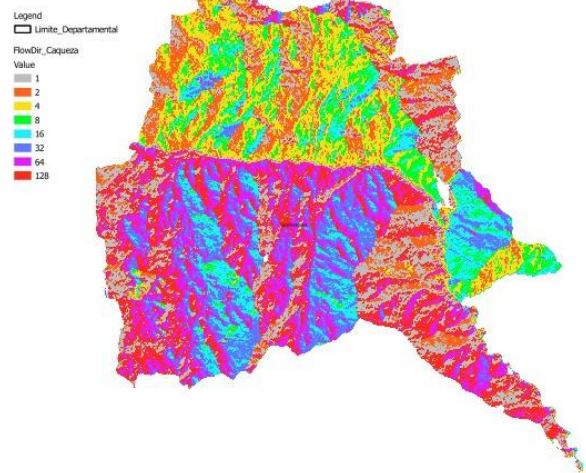 Legend
Limite_Departamental
FlowDir_Caqueza
Value
1
2
4
8
16
32
64
128